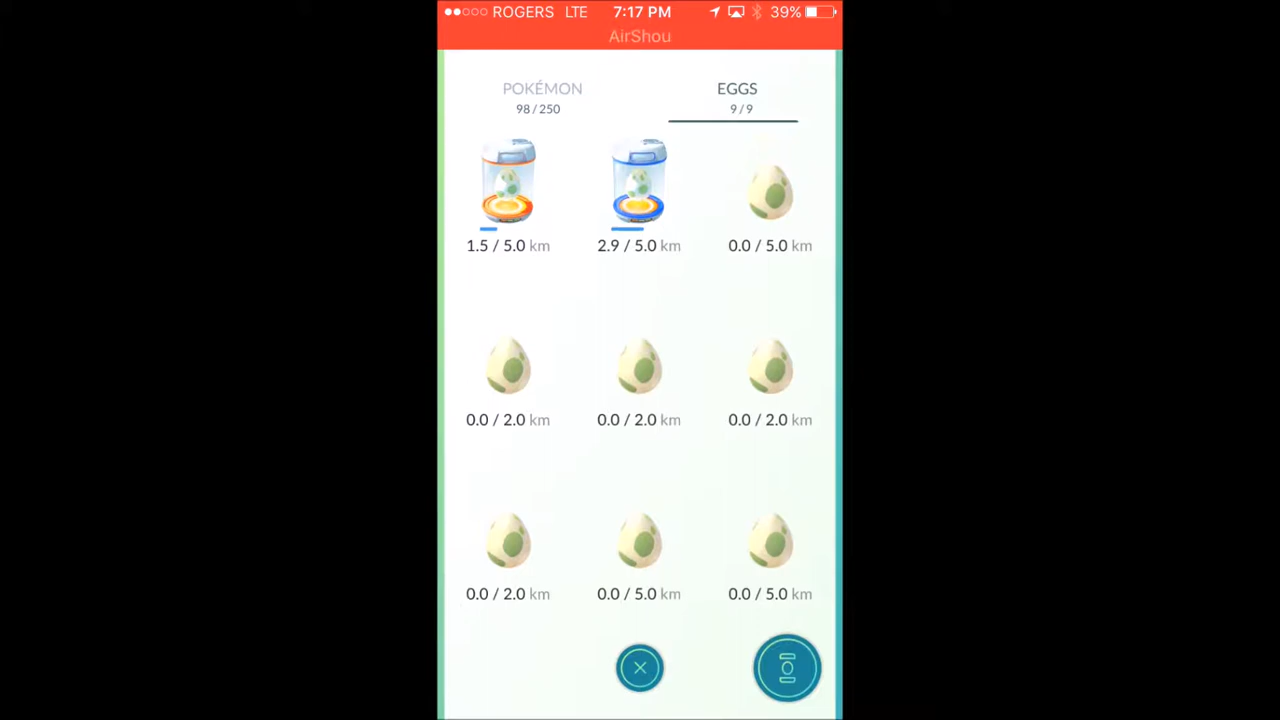 ROGERS LTE 7:17 PM 39%
AirShou
POKÉMON EGGS
98 / 250 9 / 9
1.5 / 5.0 km 2.9 / 5.0 km 0.0 / 5.0 km
0.0 / 2.0 km 0.0 / 2.0 km 0.0 / 2.0 km
0.0 / 2.0 km 0.0 / 5.0 km 0.0 / 5.0 km